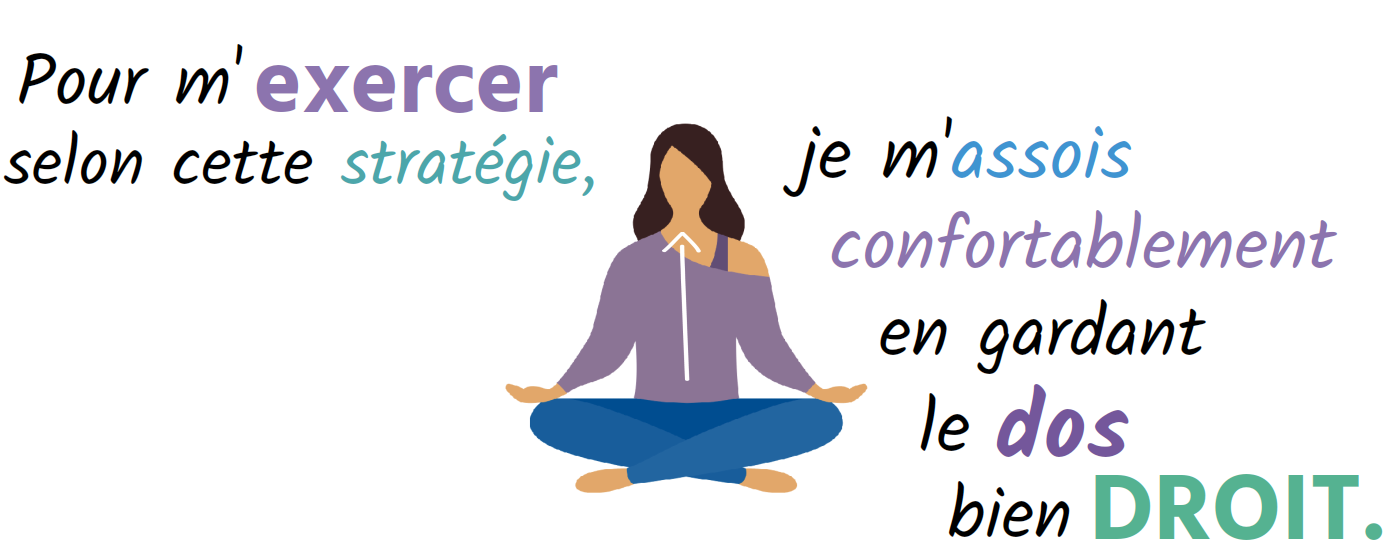 Pour m'exercer
selon cette stratégie,
je m'assois
confortablement
en gardant
le dos
bien DROIT.